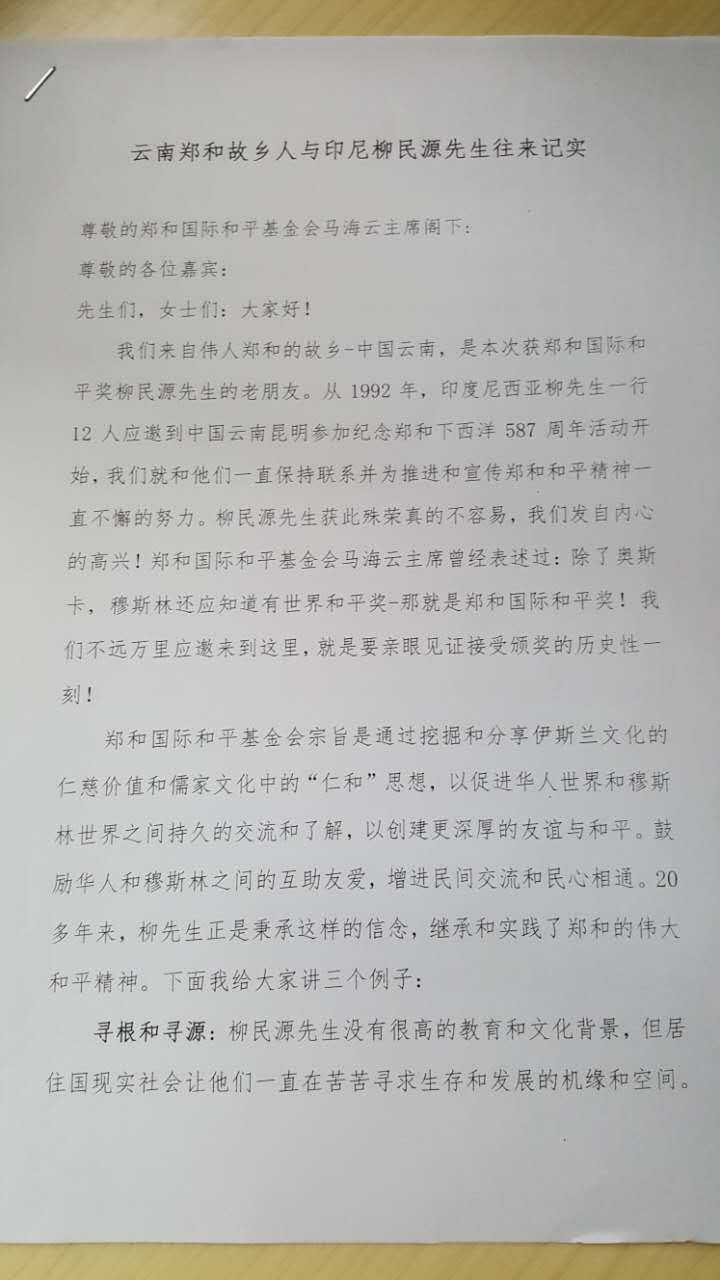 云南郑和故乡人与印尼柳民源先生往来记实
尊敬的郑和国际和平基金会马海云主席阁下：
尊敬的各位嘉宾：
先生们，女士们：大家好！
我们来自伟人郑和的故乡-中国云南，是本次获郑和国际和
平奖柳民源先生的老朋友。从 1992 年，印度尼西亚柳先生一行
12 人应邀到中国云南昆明参加纪念郑和下西洋 587 周年活动开
始，我们就和他们一直保持联系并为推进和宣传郑和和平精神一
直不懈的努力。柳民源先生获此殊荣真的不容易，我们发自内心
的高兴！郑和国际和平基金会马海云主席曾经表述过：除了奥斯
卡，穆斯林还应知道有世界和平奖-那就是郑和国际和平奖！我
们不远万里应邀来到这里，就是要亲眼见证接受颁奖的历史性一
刻！
郑和国际和平基金会宗旨是通过挖掘和分享伊斯兰文化的
仁慈价值和儒家文化中的“仁和”思想，以促进华人世界和穆斯
林世界之间持久的交流和了解，以创建更深厚的友谊与和平。鼓
励华人和穆斯林之间的互助友爱，增进民间交流和民心相通。20
多年来，柳先生正是秉承这样的信念，继承和实践了郑和的伟大
和平精神。下面我给大家讲三个例子：
寻根和寻源：柳民源先生没有很高的教育和文化背景，但居
住国现实社会让他们一直在苦苦寻求生存和发展的机缘和空间。